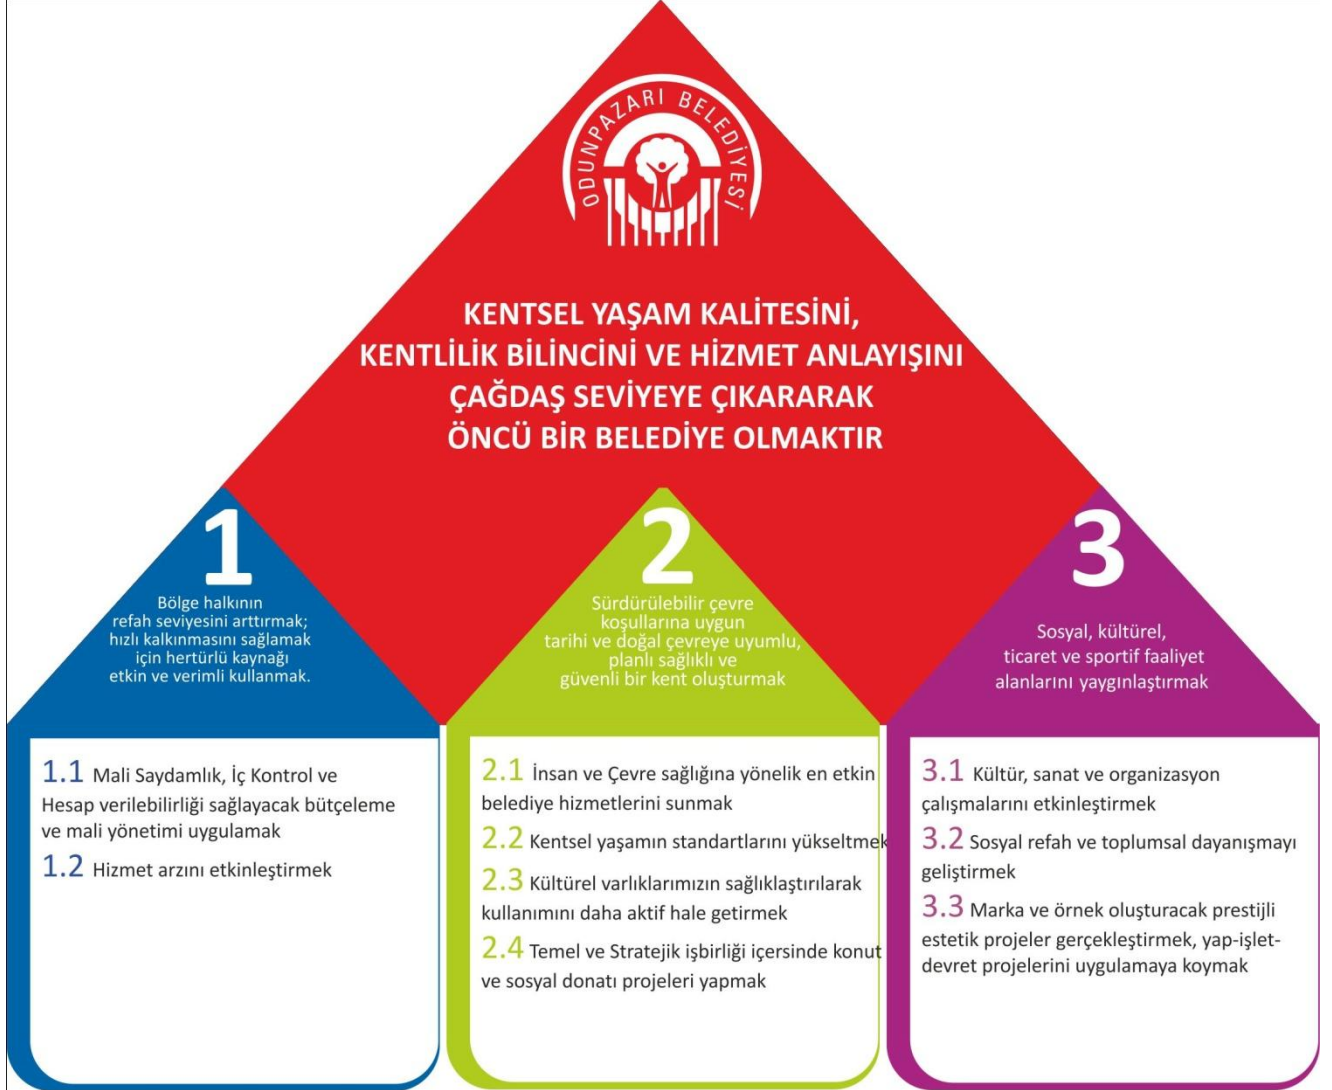 ODUNPAZARI BELEDİYESİ
KENTSEL YAŞAM KALİTESİNİ,
KENTLİLİK BİLİNCİNİ VE HİZMET ANLAYIŞINI
ÇAĞDAŞ SEVİYEYE ÇIKARARAK
ÖNCÜ BİR BELEDİYE OLMAKTIR
1
Bölge halkının
refah seviyesini arttırmak;
hızlı kalkınmasını sağlamak
için hertürlü kaynağı
etkin ve verimli kullanmak.
1.1 Mali Saydamlık, İç Kontrol ve
Hesap verilebilirliği sağlayacak bütçeleme
ve mali yönetimi uygulamak
1.2 Hizmet arzını etkinleştirmek
2
Sürdürülebilir çevre
koşullarına uygun
tarihi ve doğal çevreye uyumlu,
planlı sağlıklı ve
güvenli bir kent oluşturmak
2.1 İnsan ve Çevre sağlığına yönelik en etkin
belediye hizmetlerini sunmak
2.2 Kentsel yaşamın standartlarını yükseltmek
2.3 Kültürel varlıklarımızın sağlıklaştırılarak
kullanımını daha aktif hale getirmek
2.4 Temel ve Stratejik işbirliği içersinde konut
ve sosyal donatı projeleri yapmak
3
Sosyal, kültürel,
ticaret ve sportif faaliyet
alanlarını yaygınlaştırmak
3.1 Kültür, sanat ve organizasyon
çalışmalarını etkinleştirmek
3.2 Sosyal refah ve toplumsal dayanışmayı
geliştirmek
3.3 Marka ve örnek oluşturacak prestijli
estetik projeler gerçekleştirmek, yap-işlet-
devret projelerini uygulamaya koymak